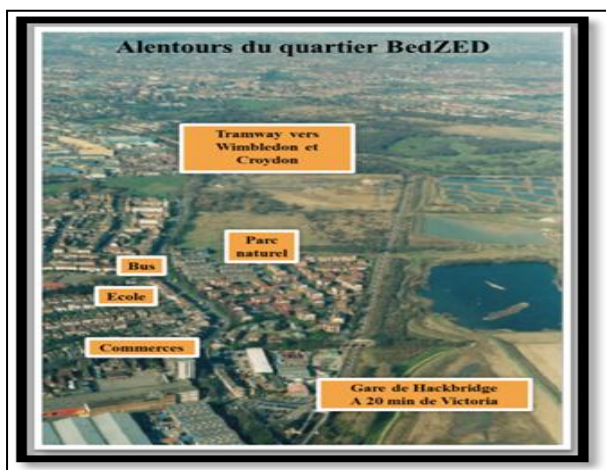 Alentours du quartier BedZED
Tramway vers
Wimbledon et
Croydon
Parc
naturel
Bus
Ecole
Commerces
Gare de Hackbridge
A 20 min de Victoria